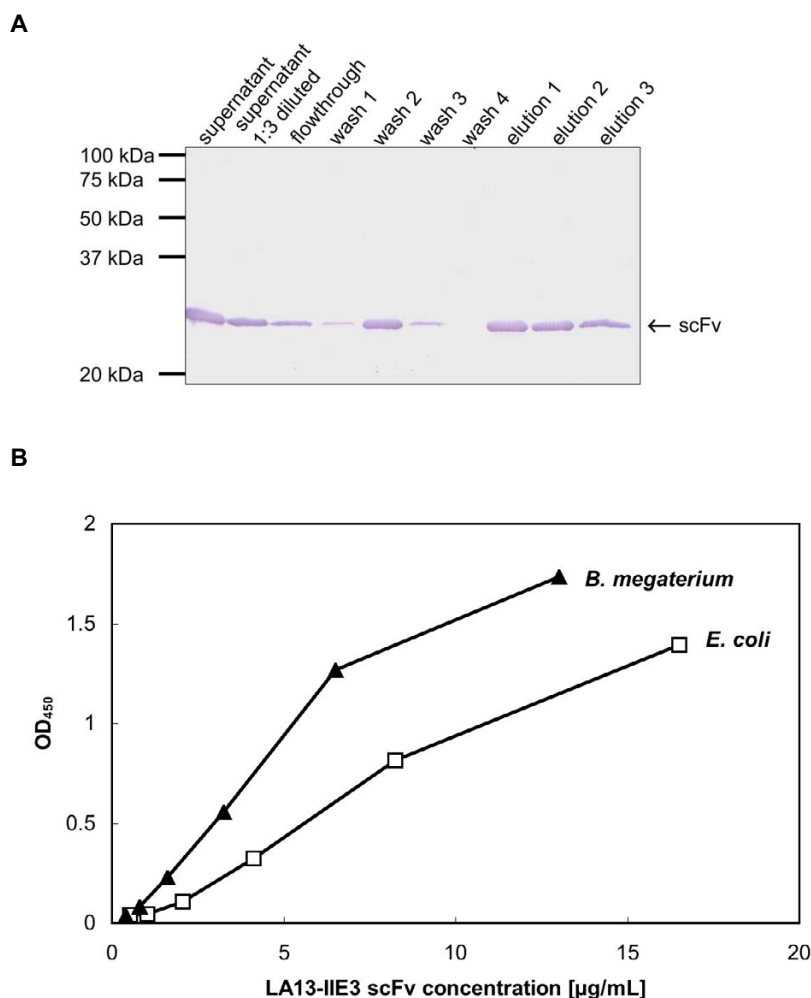 A
supernatant
supernatant
1:3 diluted
flowthrough
wash 1
wash 2
wash 3
wash 4
elution 1
elution 2
elution 3
100 kDa
75 kDa
50 kDa
37 kDa
20 kDa
← scFv
B
2
1.5
1
0.5
0
OD450
B. megaterium
E. coli
0 5 10 15 20
LA13-IIE3 scFv concentration [µg/mL]